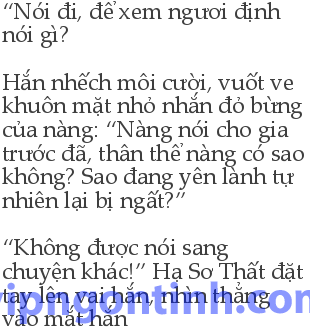 “Nói đi, để xem ngươi định
nói gì?
Hắn nhếch môi cười, vuốt ve
khuôn mặt nhỏ nhắn đỏ bừng
của nàng: “Nàng nói cho gia
trước đã, thân thể nàng có sao
không? Sao đang yên lành tự
nhiên lại bị ngất?”
“Không được nói sang
chuyện khác!” Hạ Sơ Thất đặt
tay lên vai hắn, nhìn thẳng
vào mắt hắn
iongontinh.com